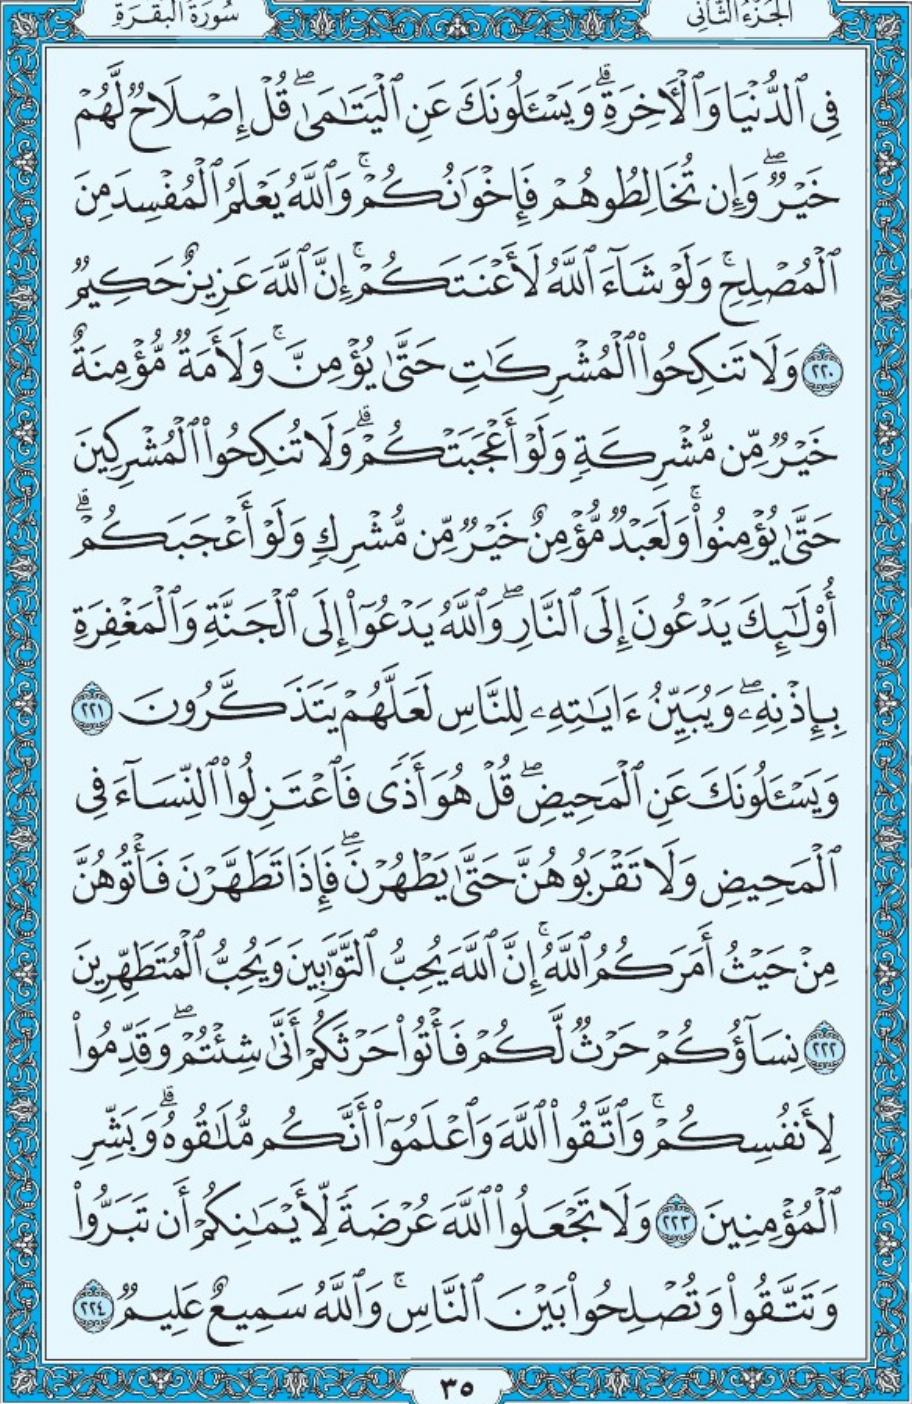 الجزء الثاني
سورة البقرة
فِي ٱلدُّنۡيَا وَٱلۡأٓخِرَةِۗ وَيَسۡـَٔلُونَكَ عَنِ ٱلۡيَتَٰمَىٰۖ قُلۡ إِصۡلَاحٞ لَّهُمۡ
خَيۡرٞۖ وَإِن تُخَالِطُوهُمۡ فَإِخۡوَٰنُكُمۡۚ وَٱللَّهُ يَعۡلَمُ ٱلۡمُفۡسِدَ مِنَ
ٱلۡمُصۡلِحِۚ وَلَوۡ شَآءَ ٱللَّهُ لَأَعۡنَتَكُمۡۚ إِنَّ ٱللَّهَ عَزِيزٌ حَكِيمٞ
٢٢٠ وَلَا تَنكِحُواْ ٱلۡمُشۡرِكَٰتِ حَتَّىٰ يُؤۡمِنَّۚ وَلَأَمَةٞ مُّؤۡمِنَةٌ
خَيۡرٞ مِّن مُّشۡرِكَةٖ وَلَوۡ أَعۡجَبَتۡكُمۡۗ وَلَا تُنكِحُواْ ٱلۡمُشۡرِكِينَ
حَتَّىٰ يُؤۡمِنُواْۚ وَلَعَبۡدٞ مُّؤۡمِنٌ خَيۡرٞ مِّن مُّشۡرِكٖ وَلَوۡ أَعۡجَبَكُمۡۗ
أُوْلَٰٓئِكَ يَدۡعُونَ إِلَى ٱلنَّارِۖ وَٱللَّهُ يَدۡعُوٓاْ إِلَى ٱلۡجَنَّةِ وَٱلۡمَغۡفِرَةِ
بِإِذۡنِهِۦۖ وَيُبَيِّنُ ءَايَٰتِهِۦ لِلنَّاسِ لَعَلَّهُمۡ يَتَذَكَّرُونَ ٢٢١
وَيَسۡـَٔلُونَكَ عَنِ ٱلۡمَحِيضِۖ قُلۡ هُوَ أَذٗى فَٱعۡتَزِلُواْ ٱلنِّسَآءَ فِي
ٱلۡمَحِيضِ وَلَا تَقۡرَبُوهُنَّ حَتَّىٰ يَطۡهُرۡنَۖ فَإِذَا تَطَهَّرۡنَ فَأۡتُوهُنَّ
مِنۡ حَيۡثُ أَمَرَكُمُ ٱللَّهُۚ إِنَّ ٱللَّهَ يُحِبُّ ٱلتَّوَّٰبِينَ وَيُحِبُّ ٱلۡمُتَطَهِّرِينَ
٢٢٢ نِسَآؤُكُمۡ حَرۡثٞ لَّكُمۡ فَأۡتُواْ حَرۡثَكُمۡ أَنَّىٰ شِئۡتُمۡۖ وَقَدِّمُواْ
لِأَنفُسِكُمۡۚ وَٱتَّقُواْ ٱللَّهَ وَٱعۡلَمُوٓاْ أَنَّكُم مُّلَٰقُوهُۗ وَبَشِّرِ
ٱلۡمُؤۡمِنِينَ ٢٢٣ وَلَا تَجۡعَلُواْ ٱللَّهَ عُرۡضَةٗ لِّأَيۡمَٰنِكُمۡ أَن تَبَرُّواْ
وَتَتَّقُواْ وَتُصۡلِحُواْ بَيۡنَ ٱلنَّاسِۚ وَٱللَّهُ سَمِيعٌ عَلِيمٞ ٢٢٤
٣٥